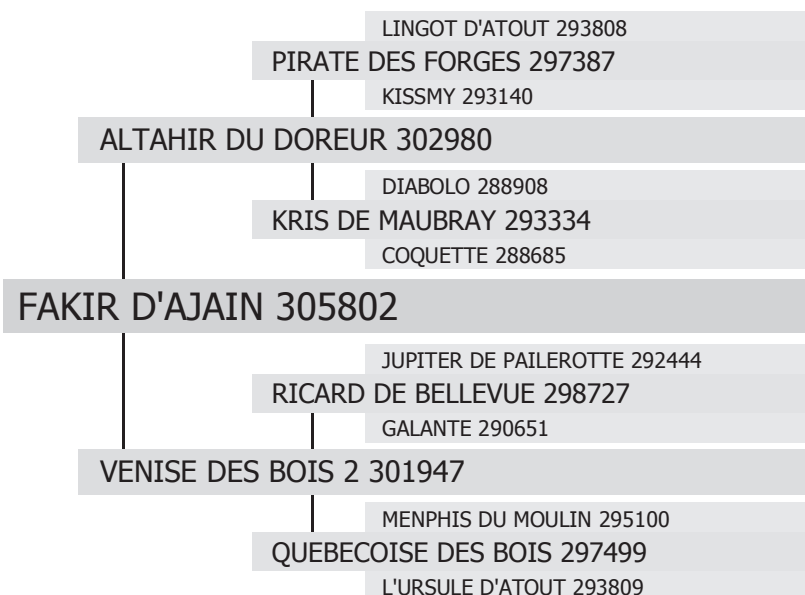 LINGOT D'ATOUT 293808
PIRATE DES FORGES 297387
KISSMY 293140
ALTAHIR DU DOREUR 302980
DIABOLO 288908
KRIS DE MAUBRAY 293334
COQUETTE 288685
FAKIR D'AJAIN 305802
JUPITER DE PAILEROTTE 292444
RICARD DE BELLEVUE 298727
GALANTE 290651
VENISE DES BOIS 2 301947
MENPHIS DU MOULIN 295100
QUEBECOISE DES BOIS 297499
L'URSULE D'ATOUT 293809